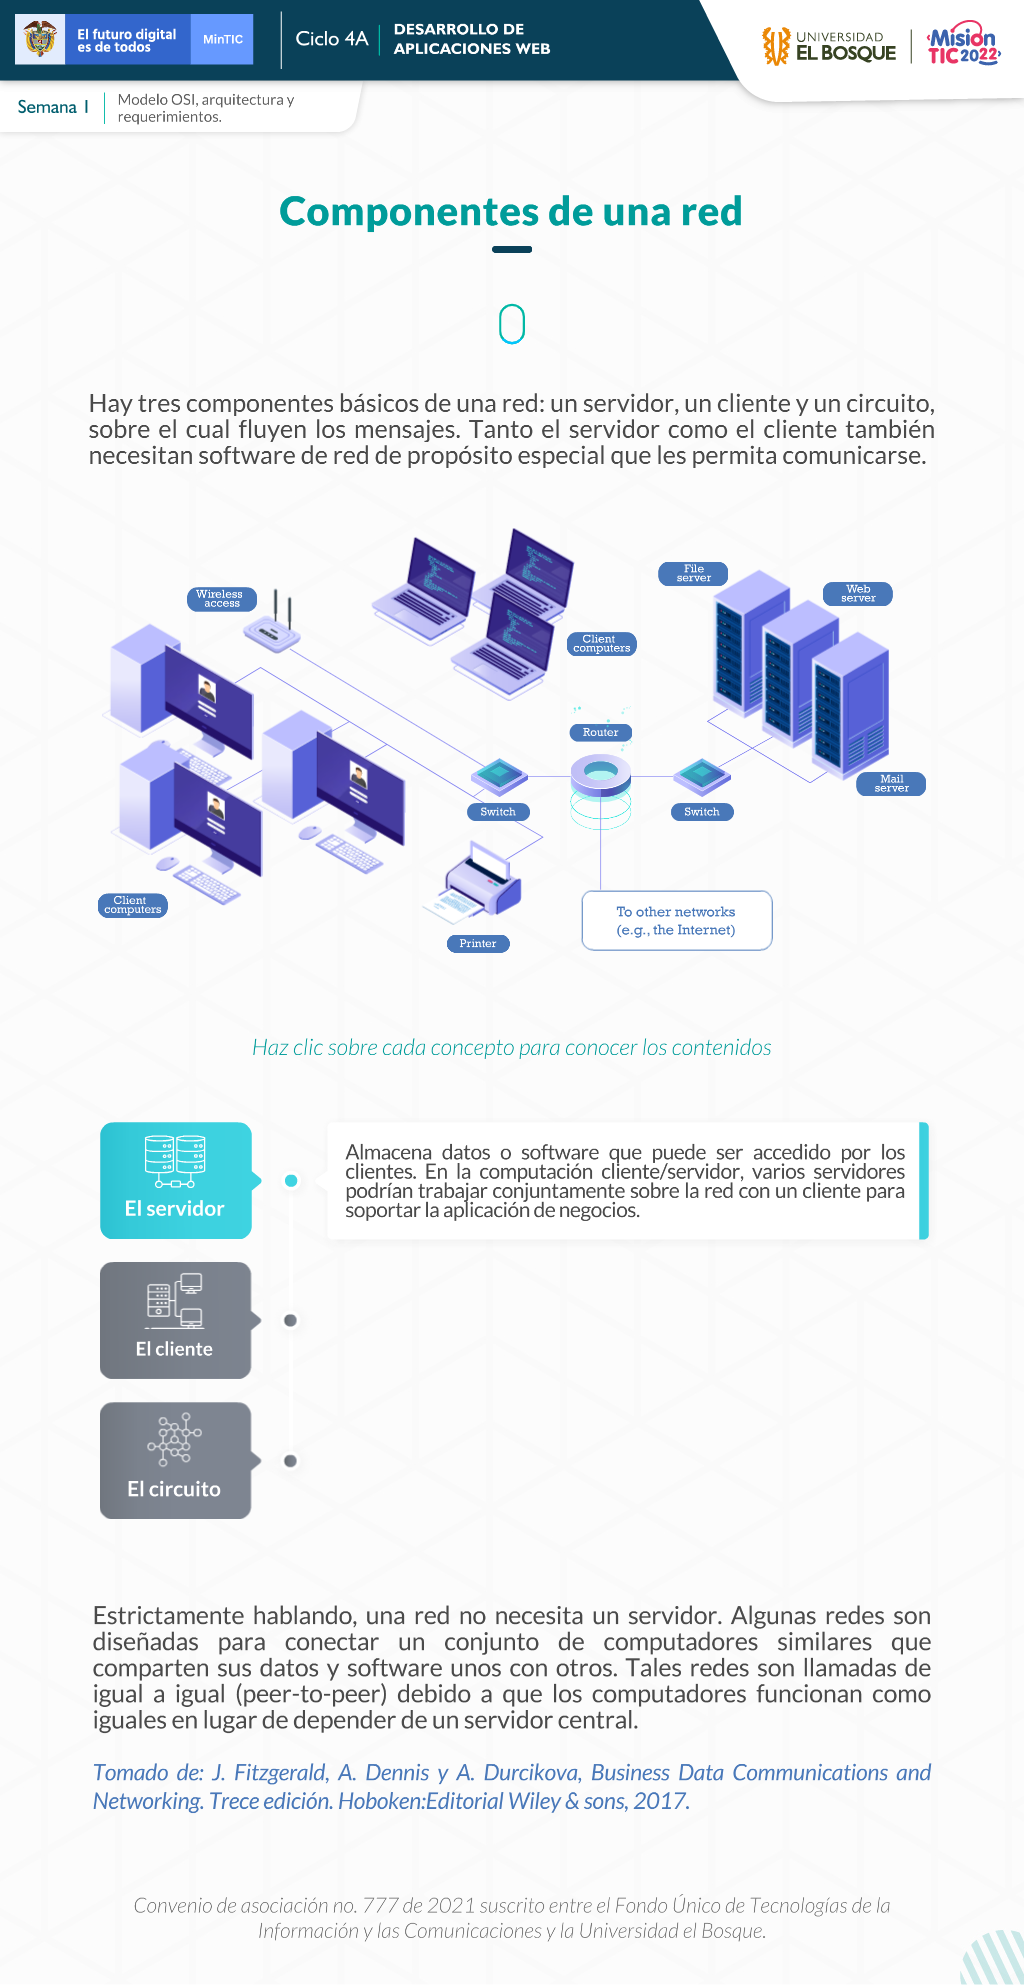 El futuro digital
es de todos
MinTIC
Ciclo 4A
DESARROLLO DE
APLICACIONES WEB
UNIVERSIDAD
EL BOSQUE
Misión
TIC 2022
Semana 1
Modelo OSI, arquitectura y
requerimientos.
Componentes de una red
Hay tres componentes básicos de una red: un servidor, un cliente y un circuito,
sobre el cual fluyen los mensajes. Tanto el servidor como el cliente también
necesitan software de red de propósito especial que les permita comunicarse.
File
server
Web
server
Wireless
access
Client
computers
Router
Mail
server
Switch
Switch
Client
computers
To other networks
(e.g., the Internet)
Printer
Haz clic sobre cada concepto para conocer los contenidos
El servidor
Almacena datos o software que puede ser accedido por los
clientes. En la computación cliente/servidor, varios servidores
podrían trabajar conjuntamente sobre la red con un cliente para
soportar la aplicación de negocios.
El cliente
El circuito
Estrictamente hablando, una red no necesita un servidor. Algunas redes son
diseñadas para conectar un conjunto de computadores similares que
comparten sus datos y software unos con otros. Tales redes son llamadas de
igual a igual (peer-to-peer) debido a que los computadores funcionan como
iguales en lugar de depender de un servidor central.
Tomado de: J. Fitzgerald, A. Dennis y A. Durcikova, Business Data Communications and
Networking. Trece edición. Hoboken:Editorial Wiley & sons, 2017.
Convenio de asociación no. 777 de 2021 suscrito entre el Fondo Único de Tecnologías de la
Información y las Comunicaciones y la Universidad el Bosque.